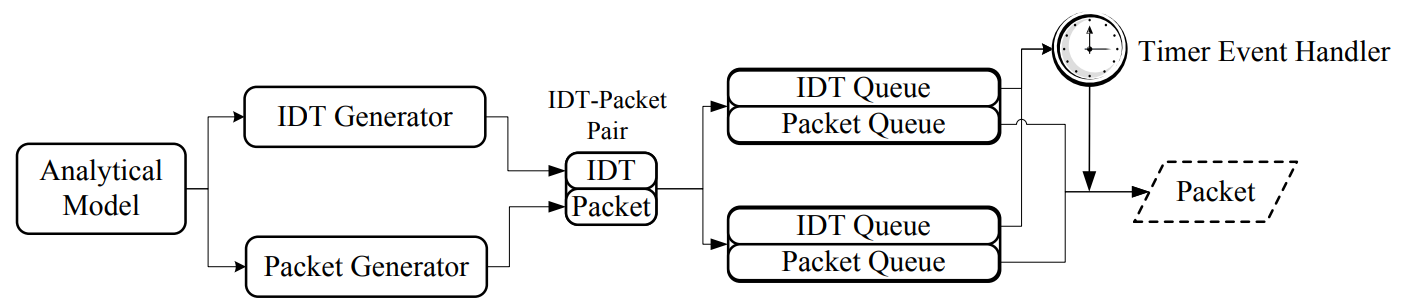 Analytical
Model
IDT Generator
Packet Generator
IDT-Packet
Pair
IDT
Packet
IDT Queue
Packet Queue
IDT Queue
Packet Queue
Timer Event Handler
Packet